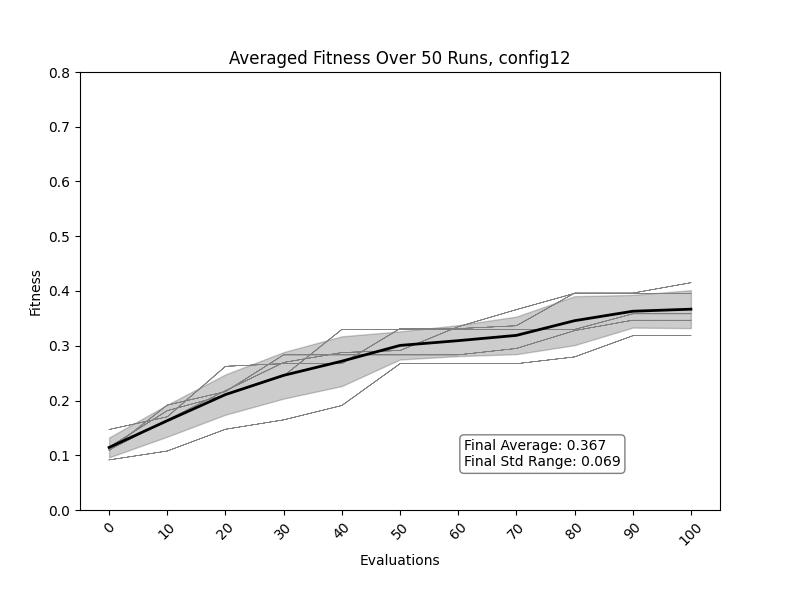 Averaged Fitness Over 50 Runs, config12
0.8
0.7
0.6
0.5
0.4
0.3
0.2
0.1
0.0
Fitness
Final Average: 0.367
Final Std Range: 0.069
0 10 20 30 40 50 60 70 80 90 100
Evaluations